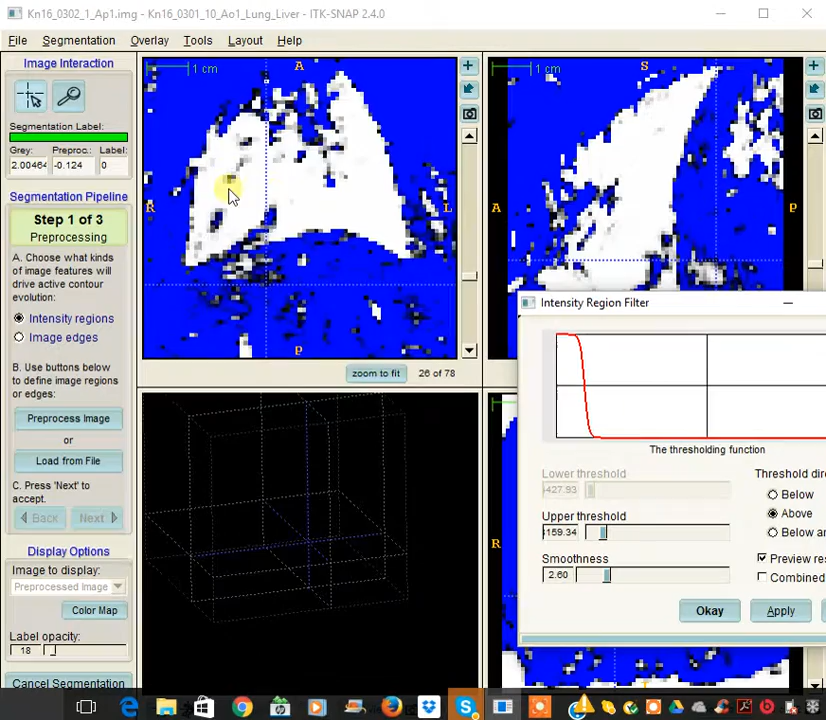 Kn16_0302_1_Ap1.img - Kn16_0301_10_Ao1_Lung_Liver - ITK-SNAP 2.4.0
File Segmentation Overlay Tools Layout Help
Image Interaction
Segmentation Label:
Grey: Preproc.: Label:
2.00464 -0.124 0
Segmentation Pipeline
Step 1 of 3
Preprocessing
A. Choose what kinds
of image features will
drive active contour
evolution:
Intensity regions
Image edges
B. Use buttons below
to define image regions
or edges:
Preprocess Image
or
Load from File
C. Press 'Next' to
accept.
Back Next
Display Options
Image to display:
Preprocessed Image
Color Map
Label opacity:
18
Cancel Segmentation
1 cm
A
R
L
P
zoom to fit
26 of 78
1 cm
S
A
P
R
Intensity Region Filter
The thresholding function
Lower threshold
-427.93
Upper threshold
-159.34
Smoothness
2.60
Threshold dire
Below
Above
Below an
Preview res
Combined
Okay
Apply